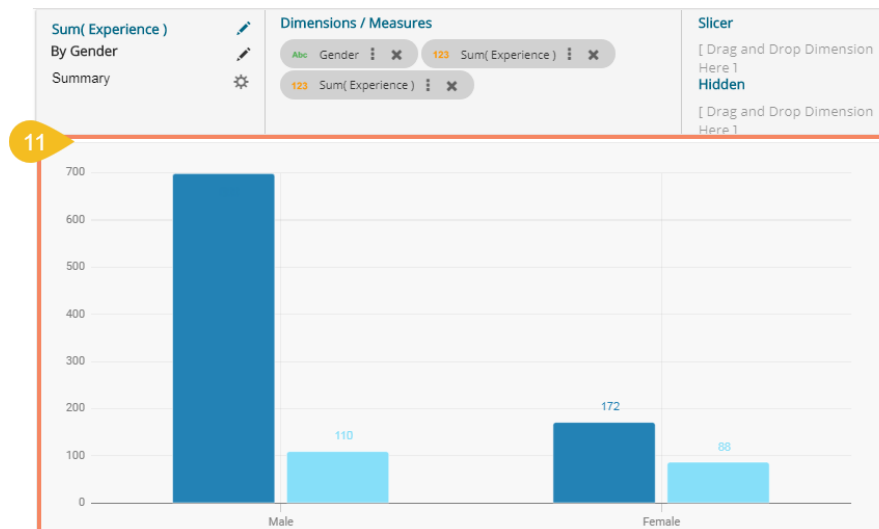 Sum( Experience )
By Gender
Summary
Dimensions / Measures
Abc Gender
123 Sum( Experience )
123 Sum( Experience )
Slicer
[ Drag and Drop Dimension
Here ]
Hidden
[ Drag and Drop Dimension
Here ]
11
700
600
500
400
300
200
100
0
110
172
88
Male
Female